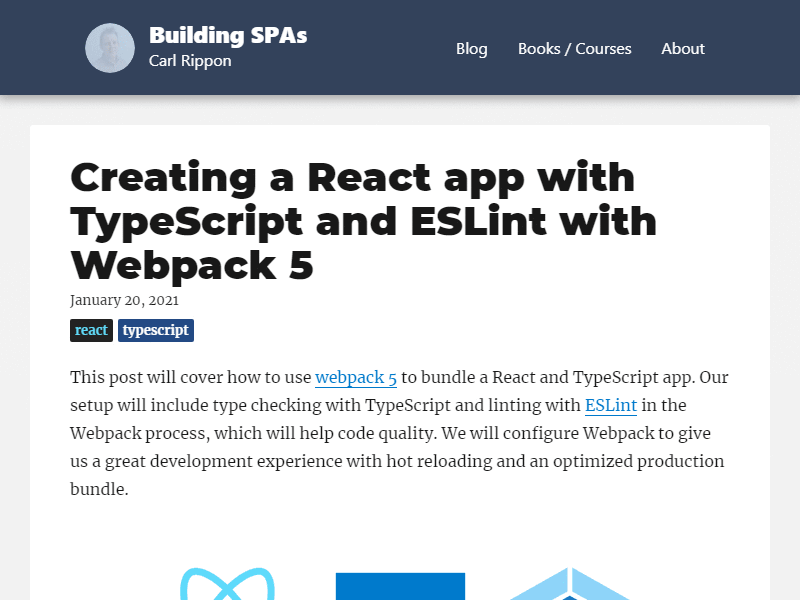 Building SPAs
Carl Rippon
Blog
Books / Courses
About
Creating a React app with
TypeScript and ESLint with
Webpack 5
January 20, 2021
react
typescript
This post will cover how to use webpack 5 to bundle a React and TypeScript app. Our
setup will include type checking with TypeScript and linting with ESLint in the
Webpack process, which will help code quality. We will configure Webpack to give
us a great development experience with hot reloading and an optimized production
bundle.